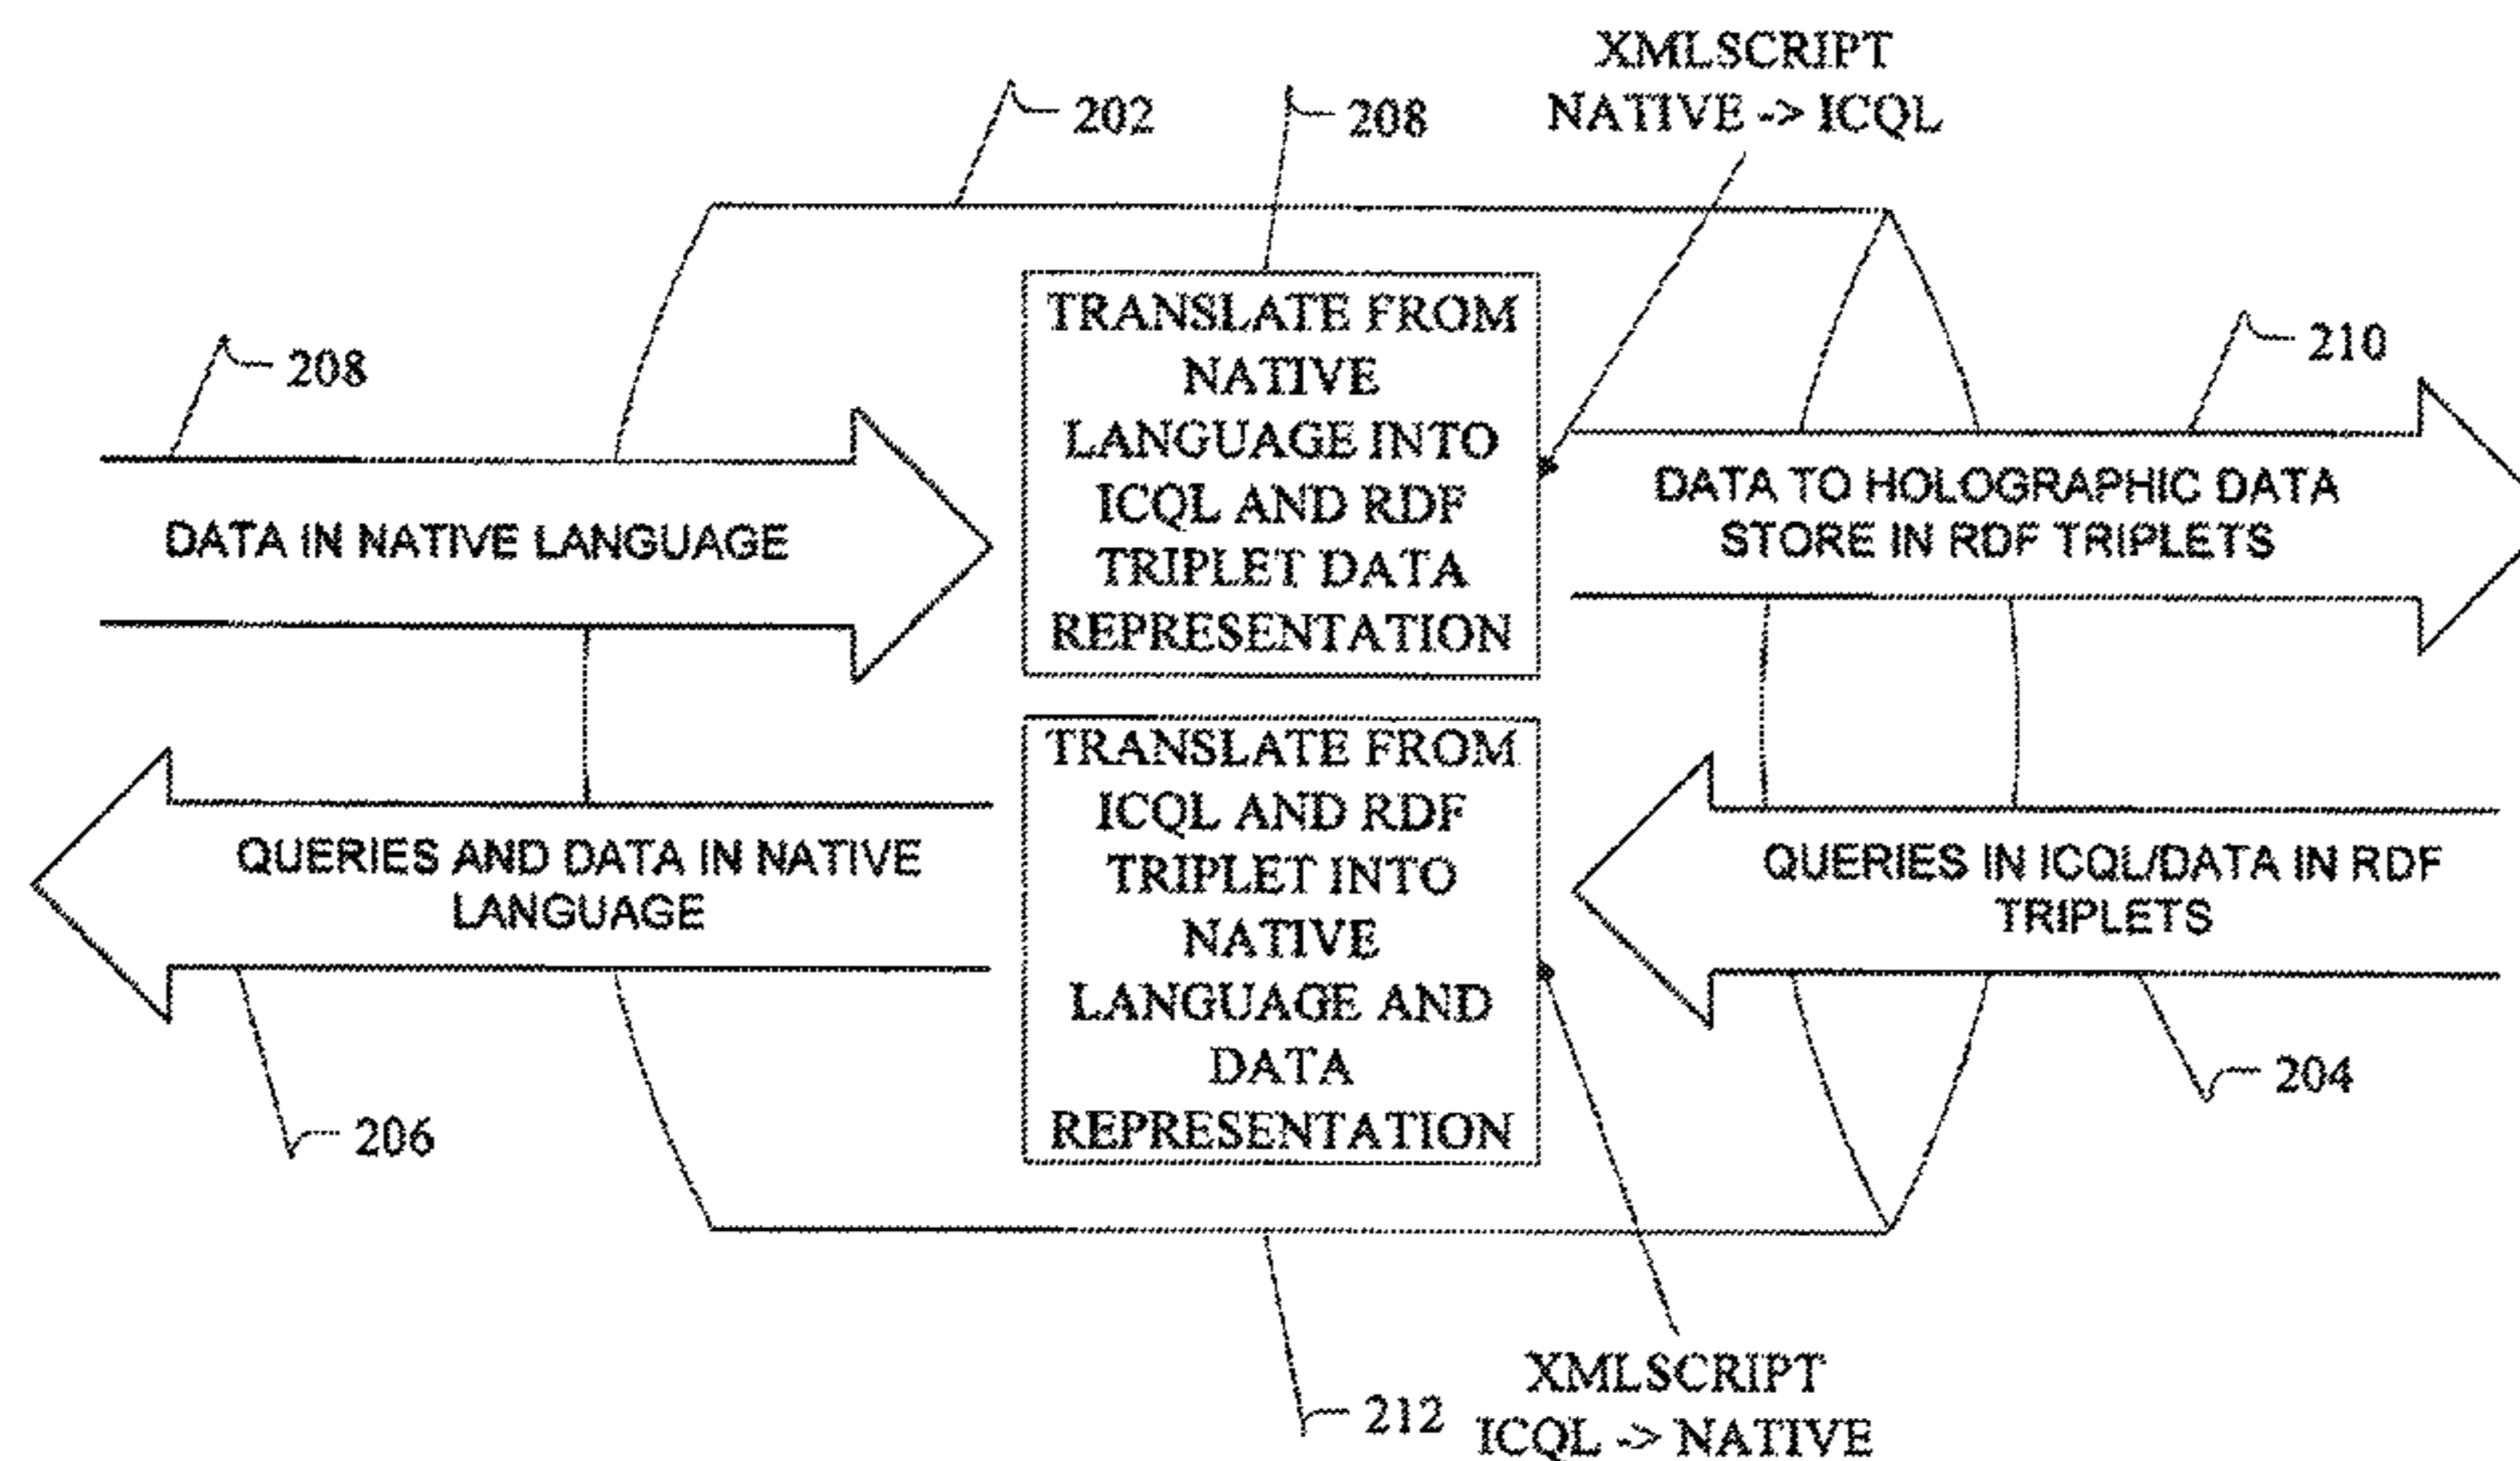 XMLSCRIPT
NATIVE -> ICQL
202
208
208
210
TRANSLATE FROM
NATIVE
LANGUAGE INTO
ICQL AND RDF
TRIPLET DATA
REPRESENTATION
DATA IN NATIVE LANGUAGE
DATA TO HOLOGRAPHIC DATA
STORE IN RDF TRIPLETS
TRANSLATE FROM
ICQL AND RDF
TRIPLET INTO
NATIVE
LANGUAGE AND
DATA
REPRESENTATION
QUERIES AND DATA IN NATIVE
LANGUAGE
QUERIES IN ICQL/DATA IN RDF
TRIPLETS
204
206
212
XMLSCRIPT
ICQL -> NATIVE